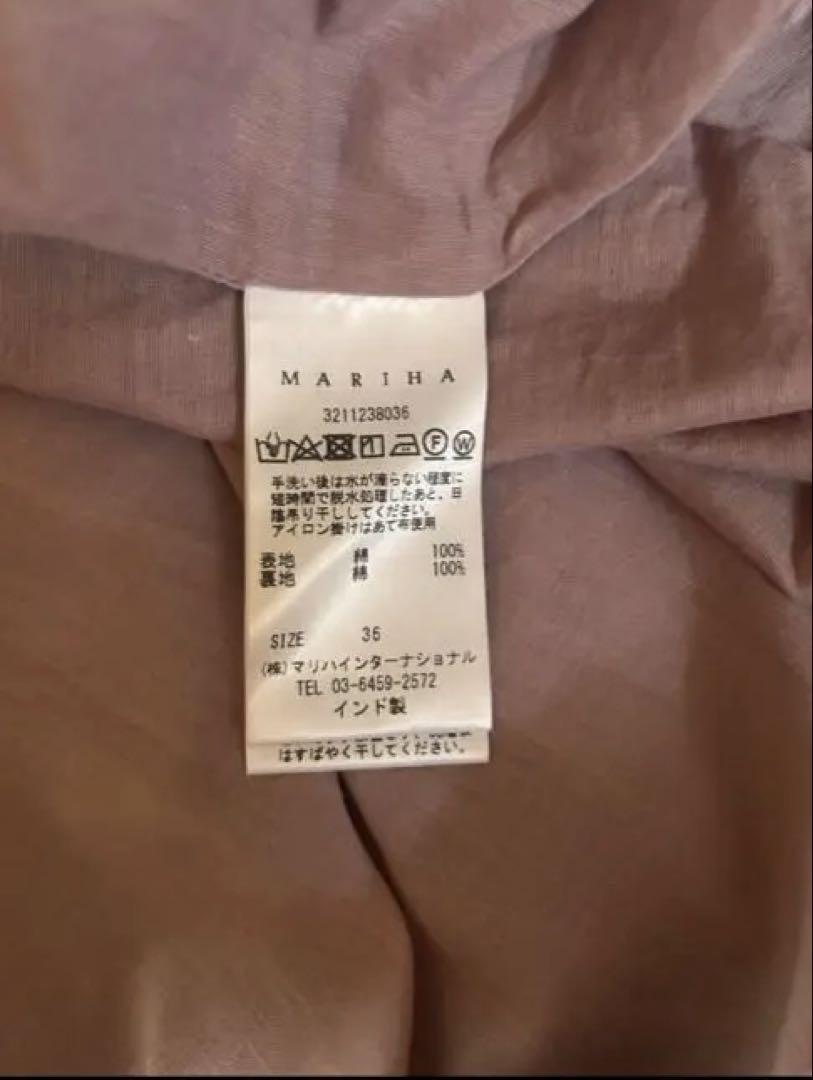 MARIHA
3211238036
F W
手洗い後は水が滴らない程度に
短時間で脱水処理したあと、日
陰吊り干ししてください。
アイロン掛けはあて布使用
表地 綿 100%
裏地 綿 100%
SIZE 36
(株)マリハインターナショナル
TEL 03-6459-2572
インド製
はすばやく干してください。